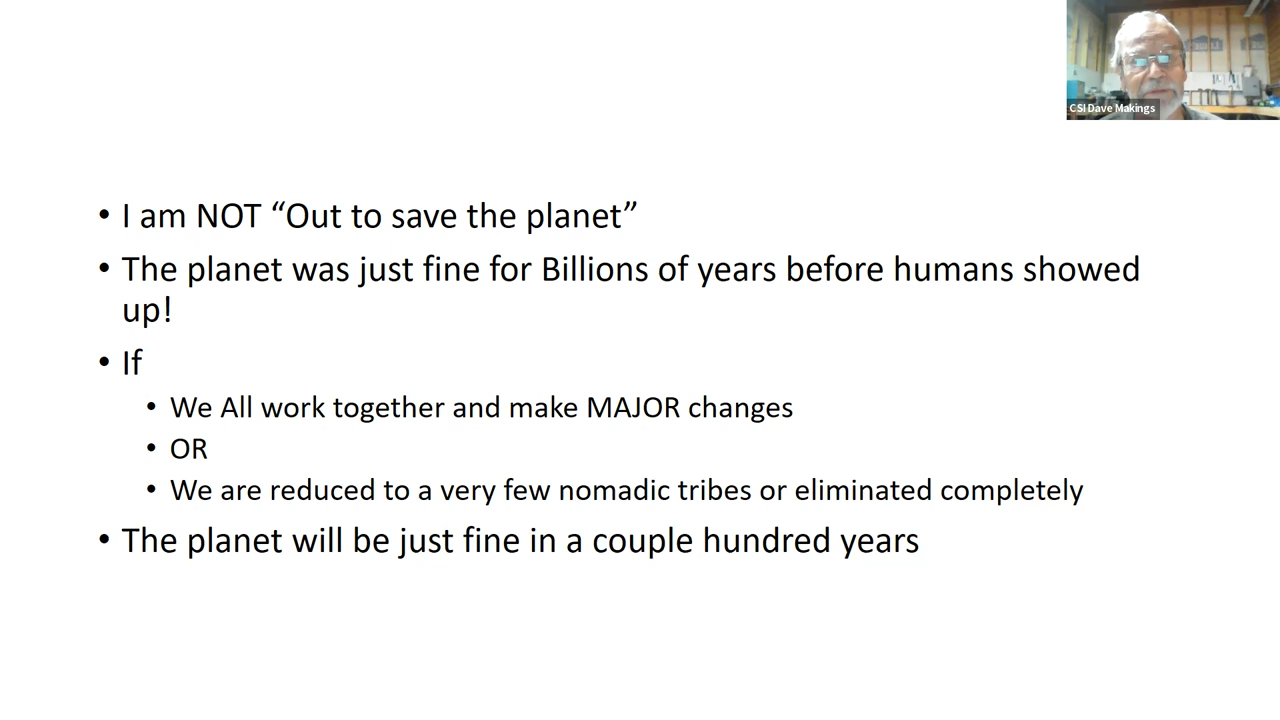 CSI Dave Makings
• I am NOT “Out to save the planet”
• The planet was just fine for Billions of years before humans showed
up!
• If
• We All work together and make MAJOR changes
• OR
• We are reduced to a very few nomadic tribes or eliminated completely
• The planet will be just fine in a couple hundred years